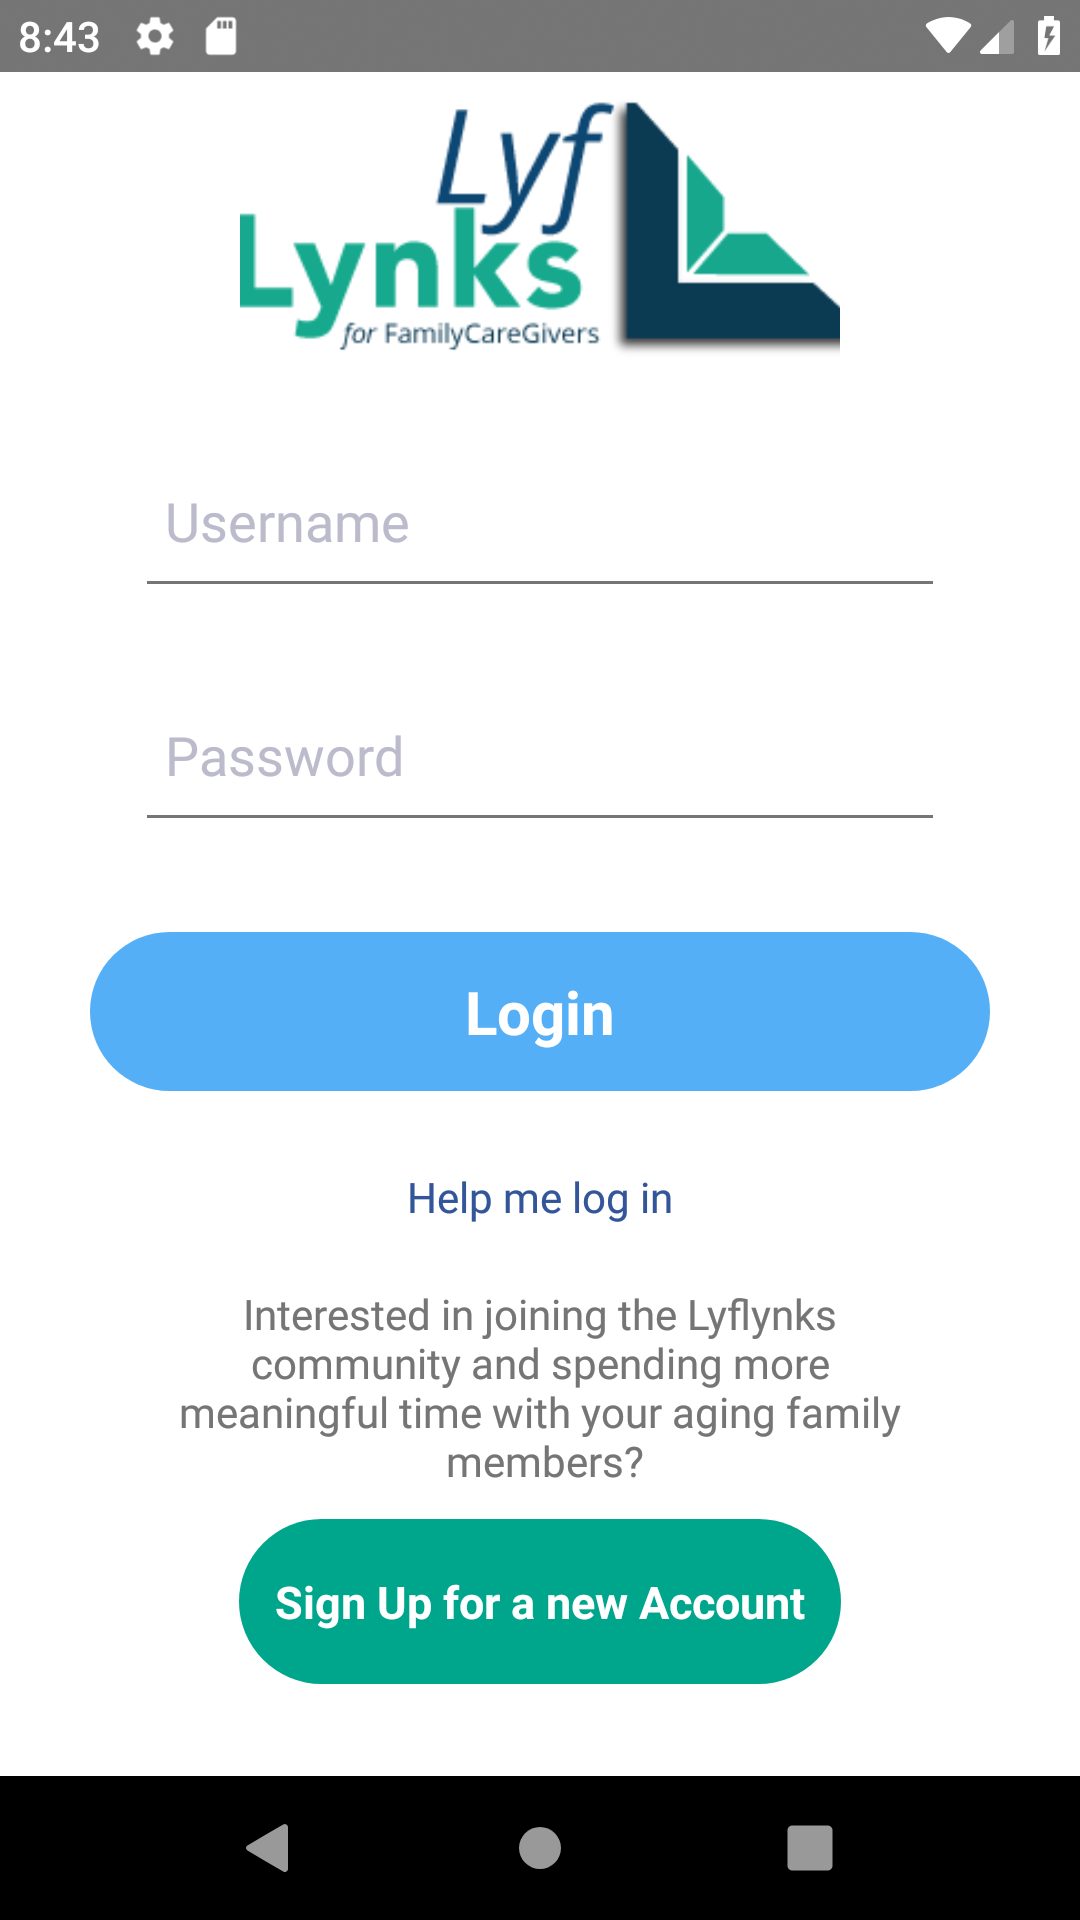 8:43
Lyf
Lynks
for FamilyCareGivers
Username
Password
Login
Help me log in
Interested in joining the Lyflynks
community and spending more
meaningful time with your aging family
members?
Sign Up for a new Account